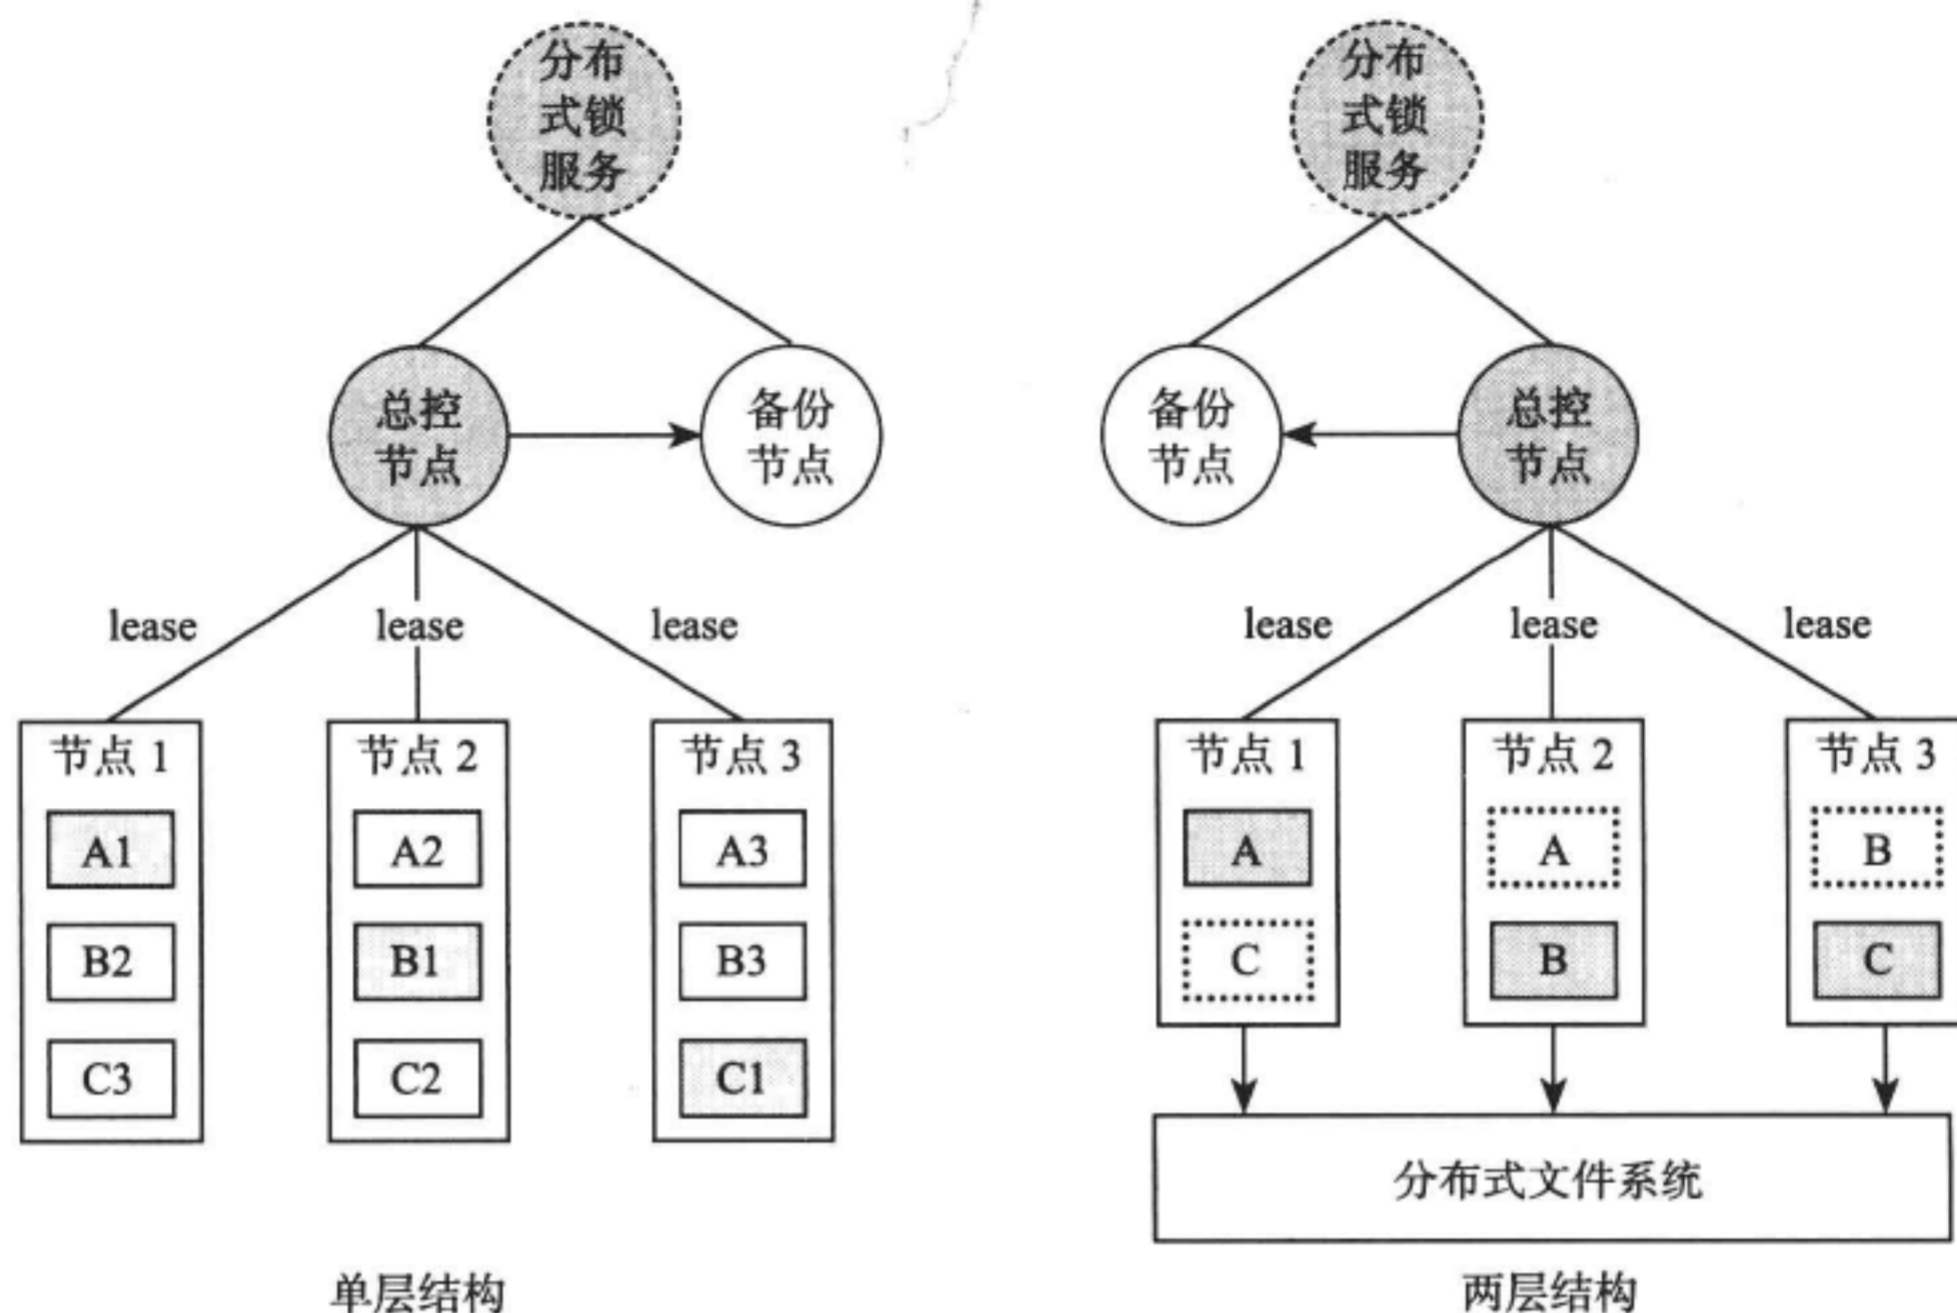 分布
式锁
服务
总控
节点
备份
节点
lease
lease
lease
节点 1
A1
B2
C3
节点 2
A2
B1
C2
节点 3
A3
B3
C1
单层结构
分布
式锁
服务
备份
节点
总控
节点
lease
lease
lease
节点 1
A
C
节点 2
A
B
节点 3
B
C
分布式文件系统
两层结构